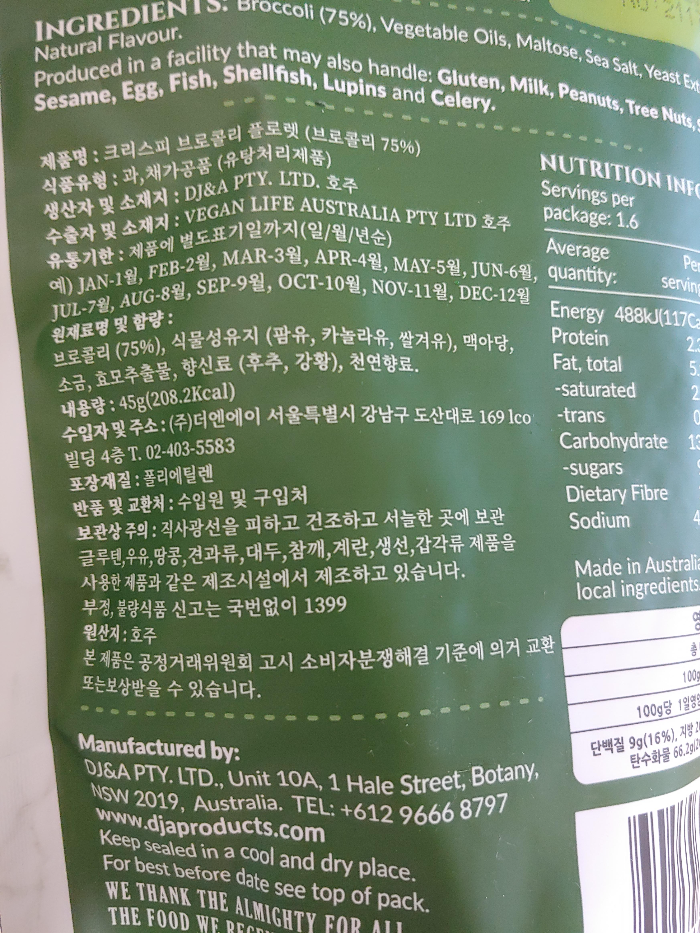 INGREDIENTS: Broccoli (75%), Vegetable Oils, Maltose, Sea Salt, Yeast
Natural Flavour.
Produced in a facility that may also handle: Gluten, Milk, Peanuts, Tree Nuts,
Sesame, Egg, Fish, Shellfish, Lupins and Celery.
제품명 : 크리스피 브로콜리 플로렛 (브로콜리 75%)
식품유형 : 과,채가공품 (유탕처리제품)
생산자 및 소재지 : DJ&A PTY. LTD. 호주
수출자 및 소재지 : VEGAN LIFE AUSTRALIA PTY LTD 호주
유통기한 : 제품에 별도표기일까지(일/월/년순)
예) JAN-1월, FEB-2월, MAR-3월, APR-4월, MAY-5월, JUN-6월,
JUL-7월, AUG-8월, SEP-9월, OCT-10월, NOV-11월, DEC-12월
원재료명 및 함량 :
브로콜리 (75%), 식물성유지 (팜유, 카놀라유, 쌀겨유), 맥아당,
소금, 효모추출물, 향신료 (후추, 강황), 천연향료.
내용량 : 45g(208.2Kcal)
수입자 및 주소 : (주)더엔에이 서울특별시 강남구 도산대로 169 lco
빌딩 4층 T. 02-403-5583
포장재질 : 폴리에틸렌
반품 및 교환처 : 수입원 및 구입처
보관상 주의 : 직사광선을 피하고 건조하고 서늘한 곳에 보관
글루텐,우유,땅콩,견과류,대두,참깨,계란,생선,갑각류 제품을
사용한 제품과 같은 제조시설에서 제조하고 있습니다.
부정, 불량식품 신고는 국번없이 1399
원산지 : 호주
본 제품은 공정거래위원회 고시 소비자분쟁해결 기준에 의거 교환
또는보상받을 수 있습니다.
Manufactured by:
DJ&A PTY. LTD., Unit 10A, 1 Hale Street, Botany,
NSW 2019, Australia. TEL: +612 9666 8797
www.djaproducts.com
Keep sealed in a cool and dry place.
For best before date see top of pack.
WE THANK THE ALMIGHTY FOR ALL
THE FOOD WE
NUTRITION
Servings per
package: 1.6
Average
quantity:
serving
Energy 488kJ(117Ca
Protein
Fat, total
-saturated
-trans
Carbohydrate
-sugars
Dietary Fibre
Sodium
Made in Australia
local ingredients
100g
100g당
단백질 9g(16%), 지방
탄수화물